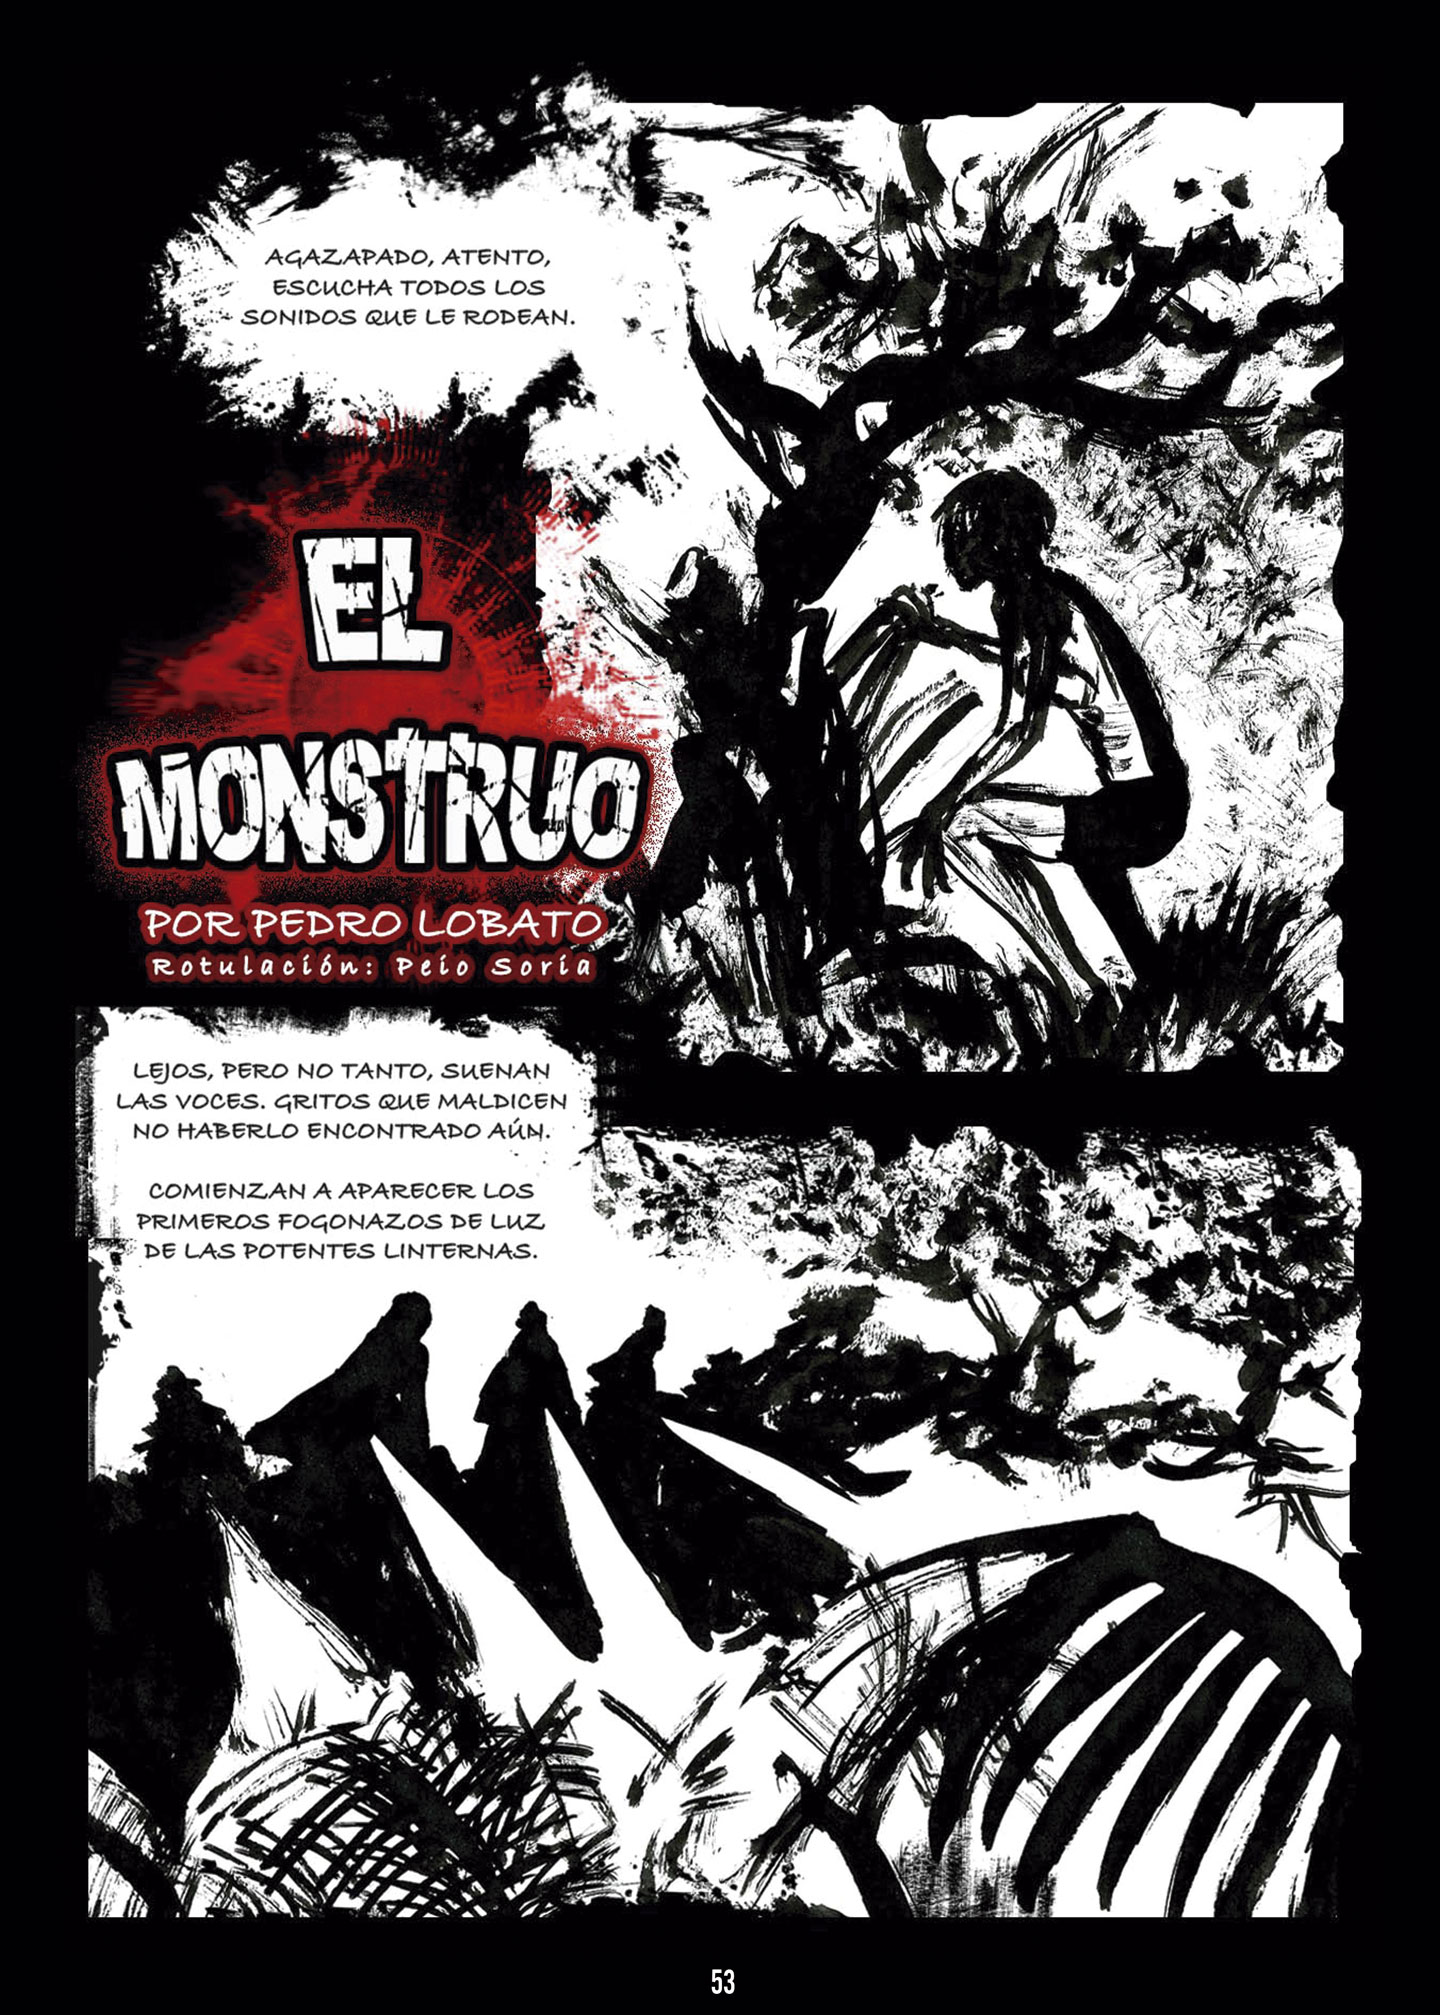 AGAZAPADO, ATENTO,
ESCUCHA TODOS LOS
SONIDOS QUE LE RODEAN.
EL
MONSTRUO
POR PEDRO LOBATO
Rotulación: Peio Soria
LEJOS, PERO NO TANTO, SUENAN
LAS VOCES. GRITOS QUE MALDICEN
NO HABERLO ENCONTRADO AÚN.
COMIENZAN A APARECER LOS
PRIMEROS FOGONAZOS DE LUZ
DE LAS POTENTES LINTERNAS.
53